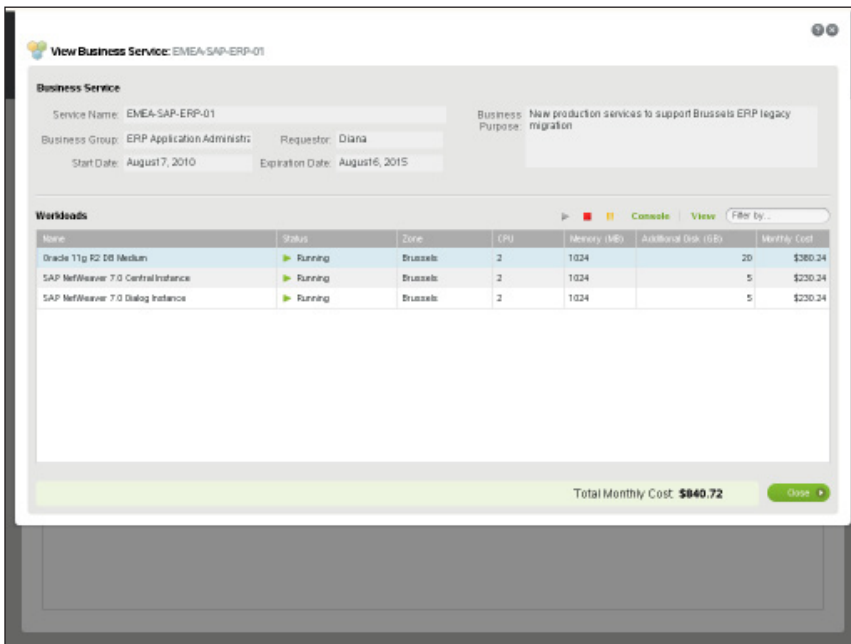 View Business Service: EMEA-SAP-ERP-01
Business Service
Service Name: EMEA-SAP-ERP-01
Business Purpose: New production services to support Brussels ERP legacy migration
Business Group: ERP Application Administra
Requestor: Diana
Start Date: August 7, 2010
Expiration Date: August 6, 2015
Workloads
Console View Filter by...
Name Status Zone CPU Memory (MB) Additional Disk (GB) Monthly Cost
Oracle 11g R2 DB Medium Running Brussels 2 1024 20 $380.24
SAP NetWeaver 7.0 Central Instance Running Brussels 2 1024 5 $230.24
SAP NetWeaver 7.0 Dialog Instance Running Brussels 2 1024 5 $230.24
Total Monthly Cost: $840.72
Close